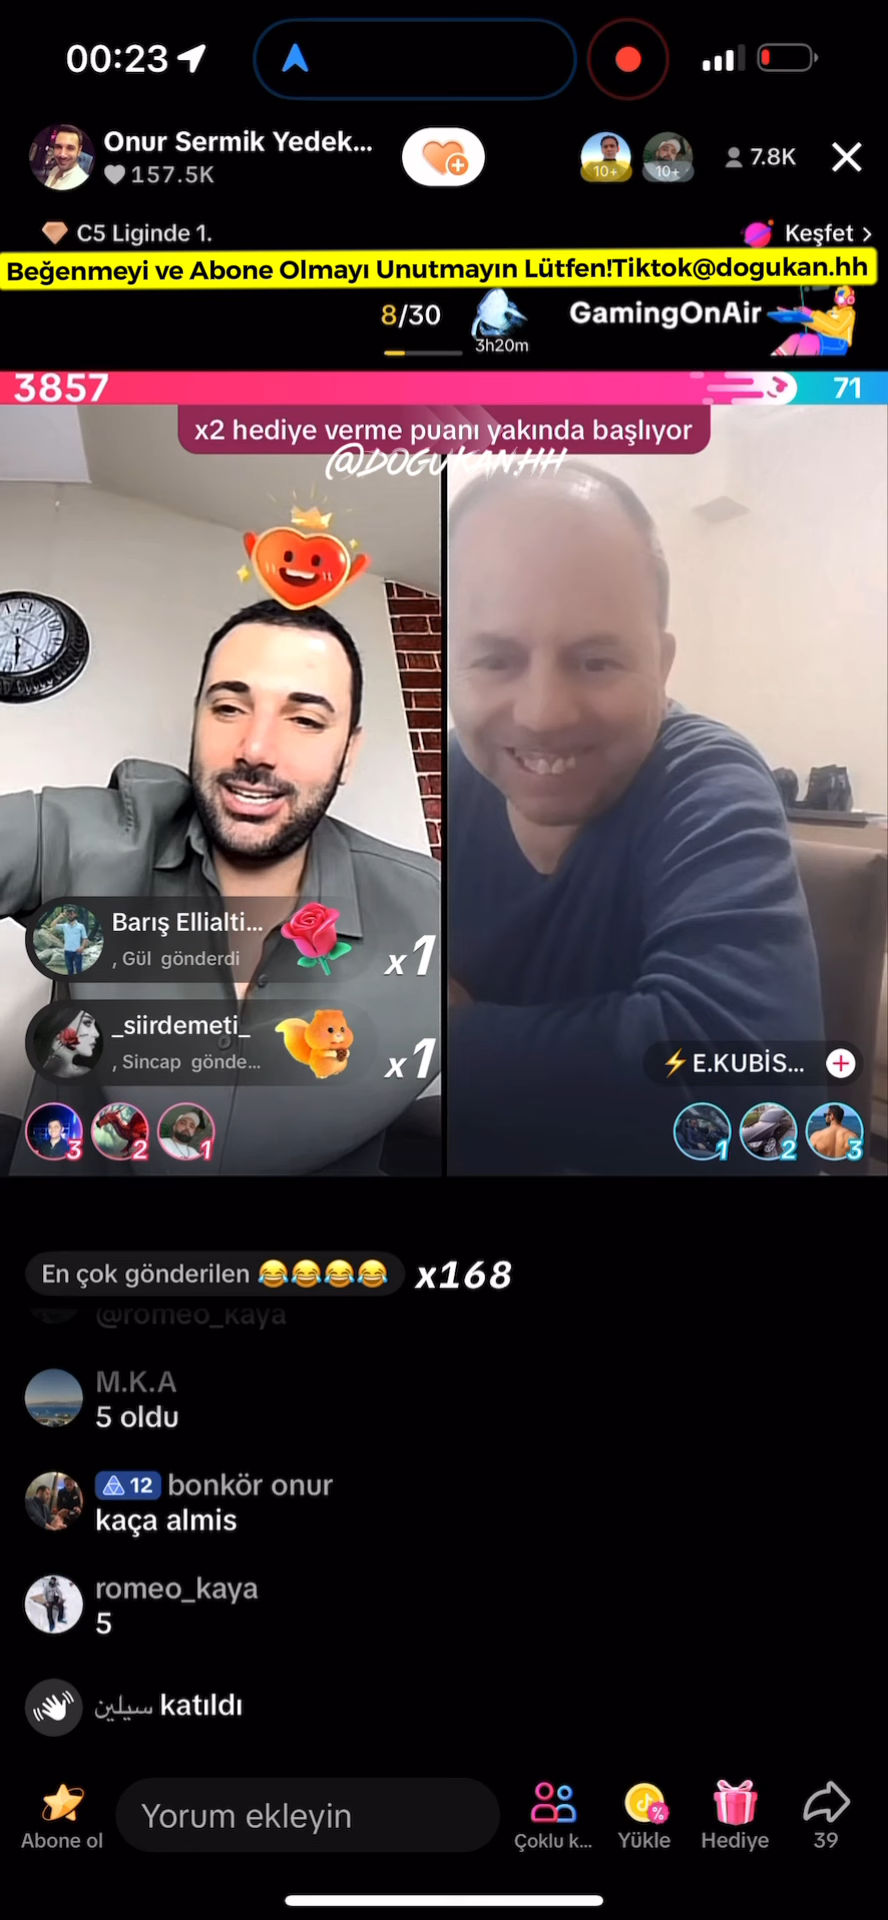 00:23
Onur Sermik Yedek...
157.5K
10+
10+
7.8K
C5 Liginde 1.
Keşfet >
Beğenmeyi ve Abone Olmayı Unutmayın Lütfen!Tiktok@dogukan.hh
8/30
3h20m
GamingOnAir
3857
71
x2 hediye verme puanı yakında başlıyor
@DOGUKAN.HH
Barış Ellialti...
, Gül gönderdi
x1
_siirdemeti_
, Sincap gönde...
x1
E.KUBİS...
3
2
1
1
2
3
En çok gönderilen 😂😂😂😂 x168
@romeo_kaya
M.K.A
5 oldu
12 bonkör onur
kaça almis
romeo_kaya
5
سيلين katıldı
Abone ol
Yorum ekleyin
Çoklu k...
Yükle
Hediye
39